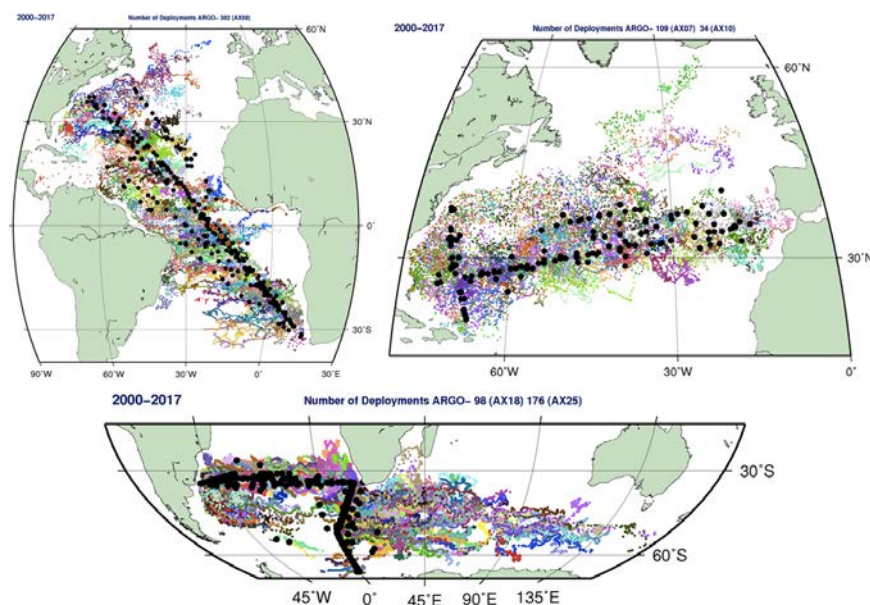 2000-2017 Number of Deployments ARGO- (AX08)
60°N
30°N
0°
30°S
90°W 60°W 30°W 0° 30°E
2000-2017 Number of Deployments ARGO- 109 (AX07) 34 (AX10)
60°N
30°N
60°W 30°W 0°
2000-2017 Number of Deployments ARGO- 98 (AX18) 176 (AX25)
30°S
60°S
45°W 0° 45°E 90°E 135°E